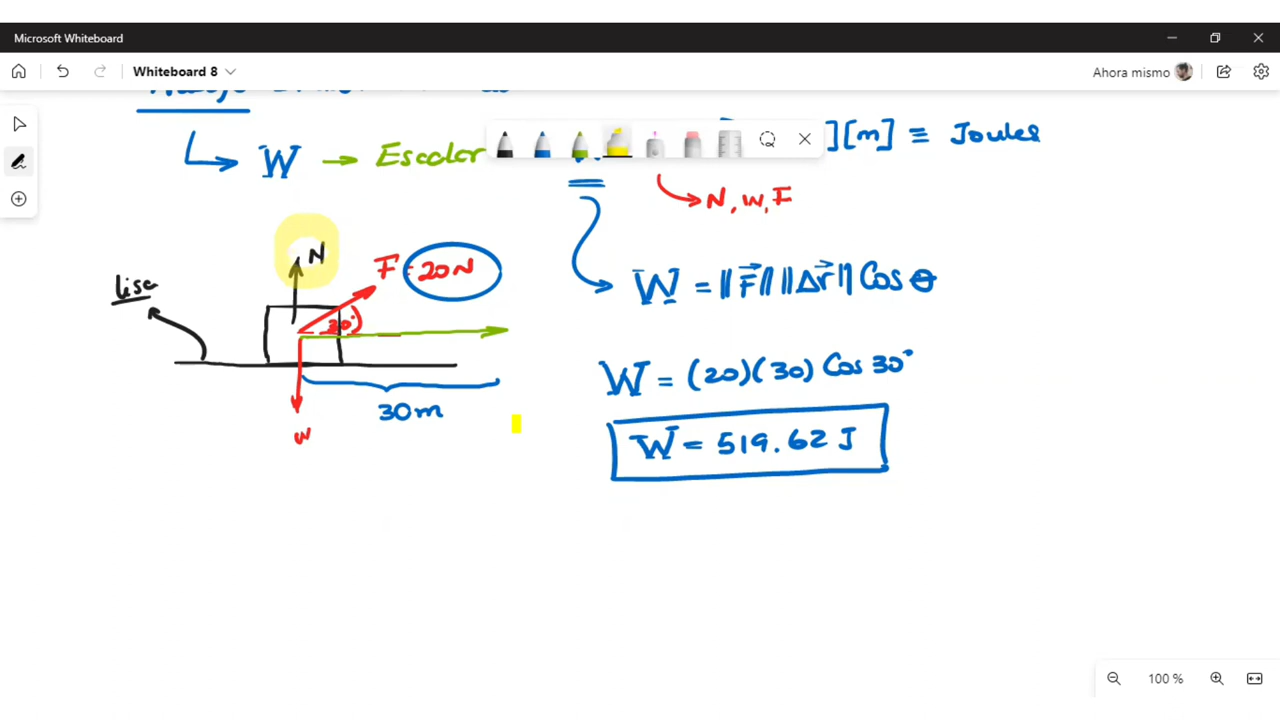 Microsoft Whiteboard
Whiteboard 8
Ahora mismo
W → Escalar
][m] ≡ Joules
N, W, F
N
F = 20N
lisa
30°
W = ||F⃗|| ||Δr⃗|| Cos θ
W = (20)(30) Cos 30°
30m
w
W = 519.62 J
100 %